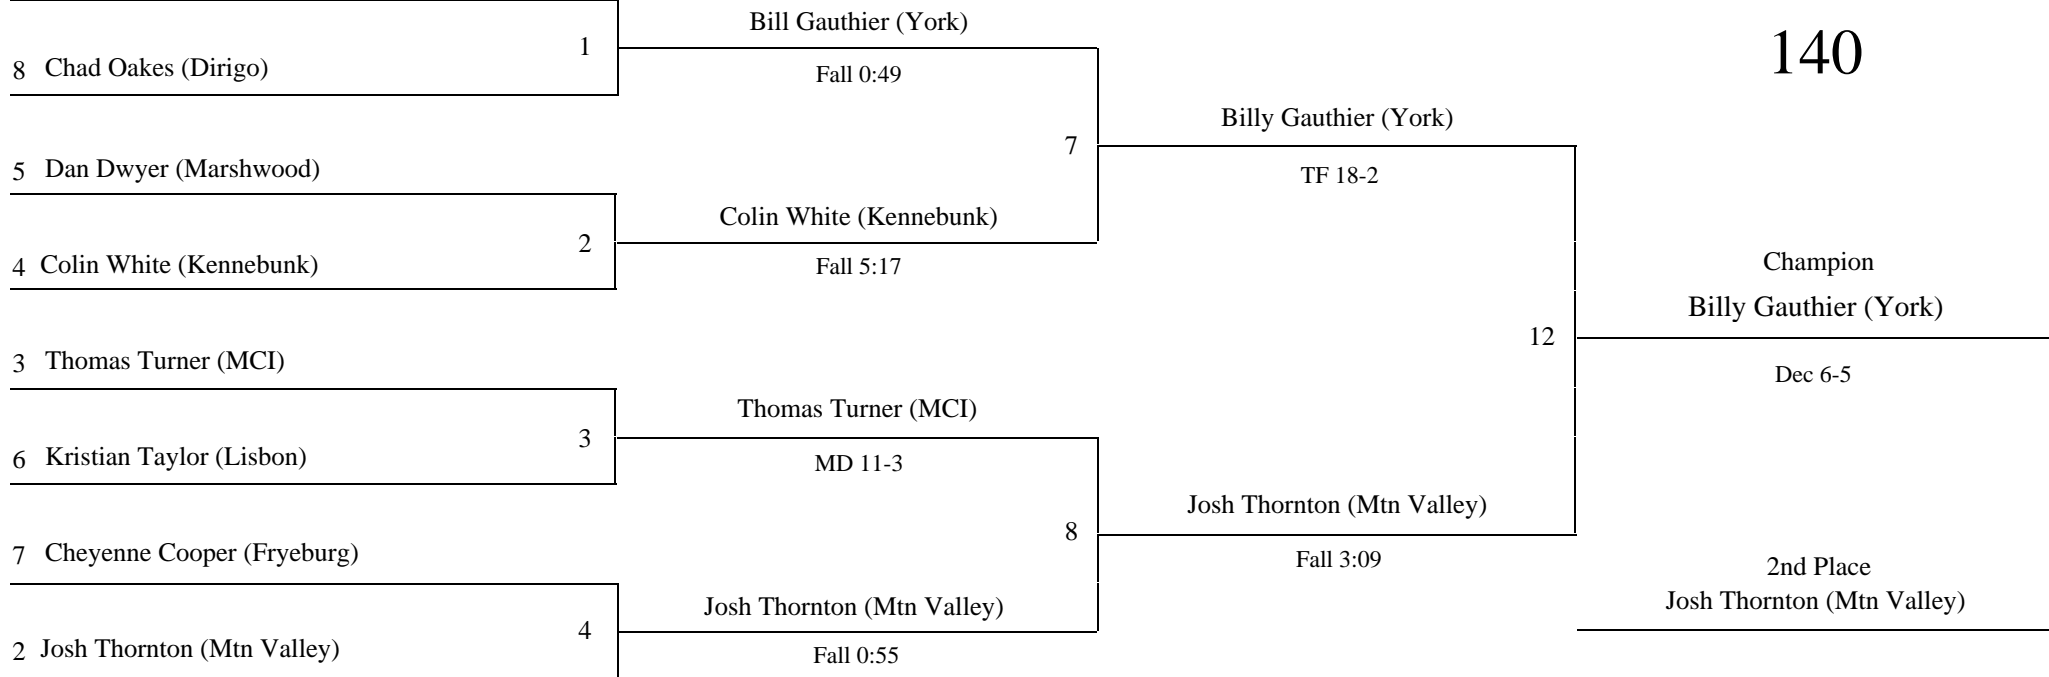 140
8 Chad Oakes (Dirigo)
5 Dan Dwyer (Marshwood)
4 Colin White (Kennebunk)
3 Thomas Turner (MCI)
6 Kristian Taylor (Lisbon)
7 Cheyenne Cooper (Fryeburg)
2 Josh Thornton (Mtn Valley)
1
2
3
4
Bill Gauthier (York)
Fall 0:49
Colin White (Kennebunk)
Fall 5:17
Thomas Turner (MCI)
MD 11-3
Josh Thornton (Mtn Valley)
Fall 0:55
7
8
Billy Gauthier (York)
TF 18-2
Josh Thornton (Mtn Valley)
Fall 3:09
12
Champion
Billy Gauthier (York)
Dec 6-5
2nd Place
Josh Thornton (Mtn Valley)